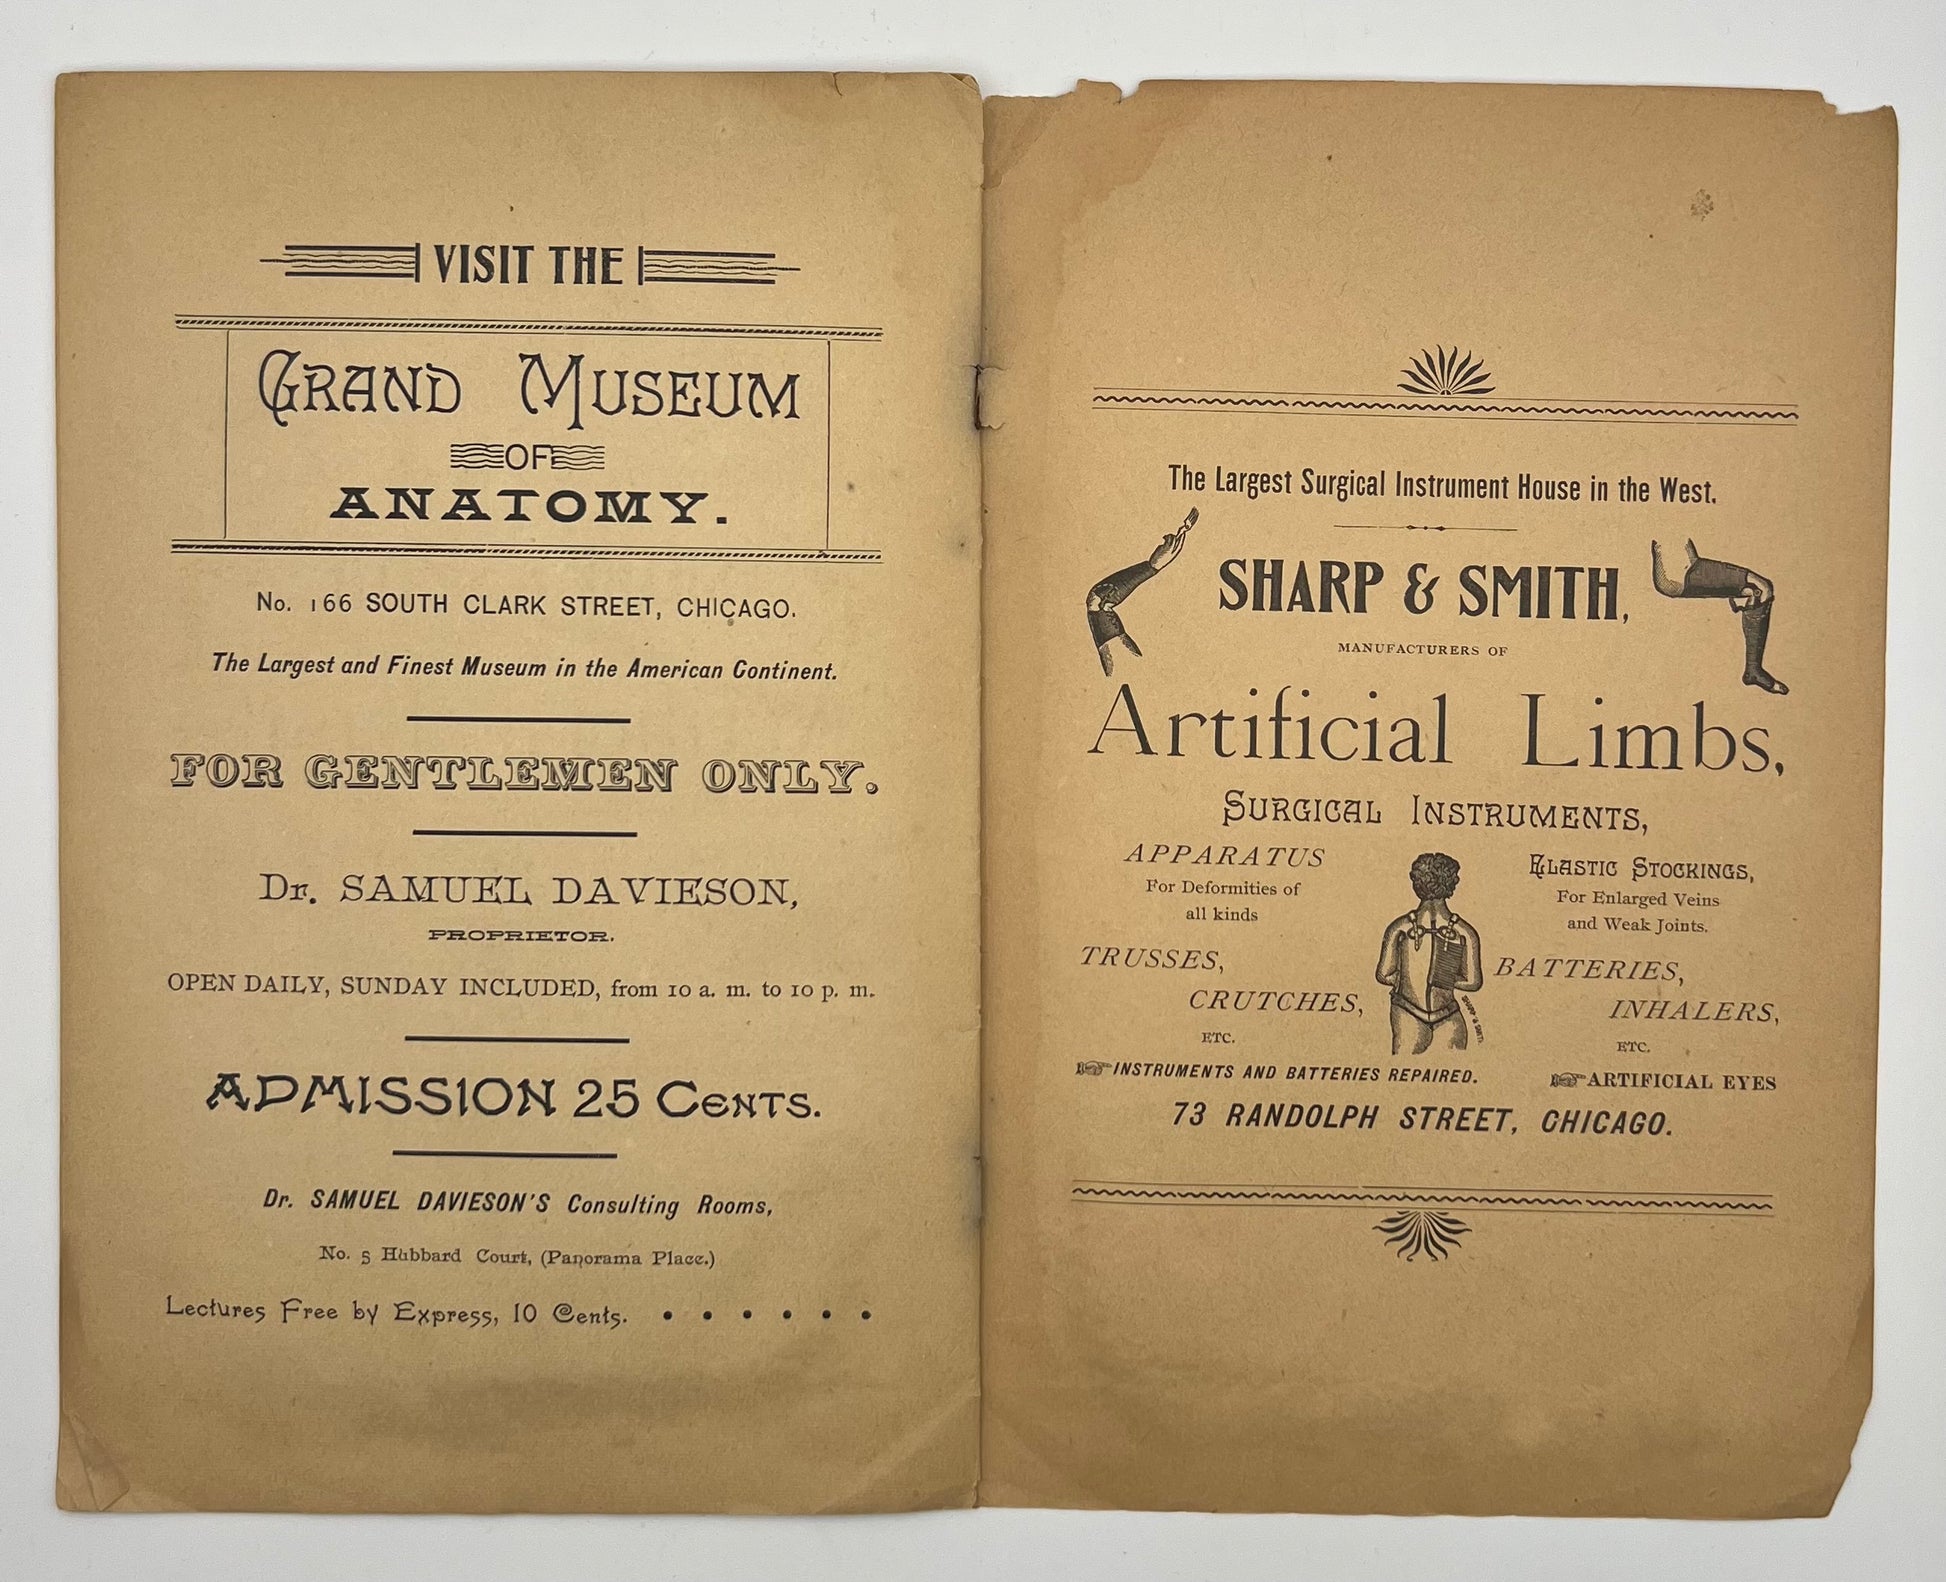 VISIT THE
GRAND MUSEUM
OF
ANATOMY.
No. 166 SOUTH CLARK STREET, CHICAGO.
The Largest and Finest Museum in the American Continent.
FOR GENTLEMEN ONLY.
Dr. SAMUEL DAVIESON,
PROPRIETOR.
OPEN DAILY, SUNDAY INCLUDED, from 10 a. m. to 10 p. m.
ADMISSION 25 CENTS.
Dr. SAMUEL DAVIESON'S Consulting Rooms,
No. 5 Hubbard Court, (Panorama Place.)
Lectures Free by Express, 10 Cents. . . . . . .
The Largest Surgical Instrument House in the West.
SHARP & SMITH,
MANUFACTURERS OF
Artificial Limbs,
SURGICAL INSTRUMENTS,
APPARATUS
For Deformities of
all kinds
TRUSSES,
CRUTCHES,
ETC.
SHARP & SMITH
ELASTIC STOCKINGS,
For Enlarged Veins
and Weak Joints.
BATTERIES,
INHALERS,
ETC.
INSTRUMENTS AND BATTERIES REPAIRED.
ARTIFICIAL EYES
73 RANDOLPH STREET, CHICAGO.